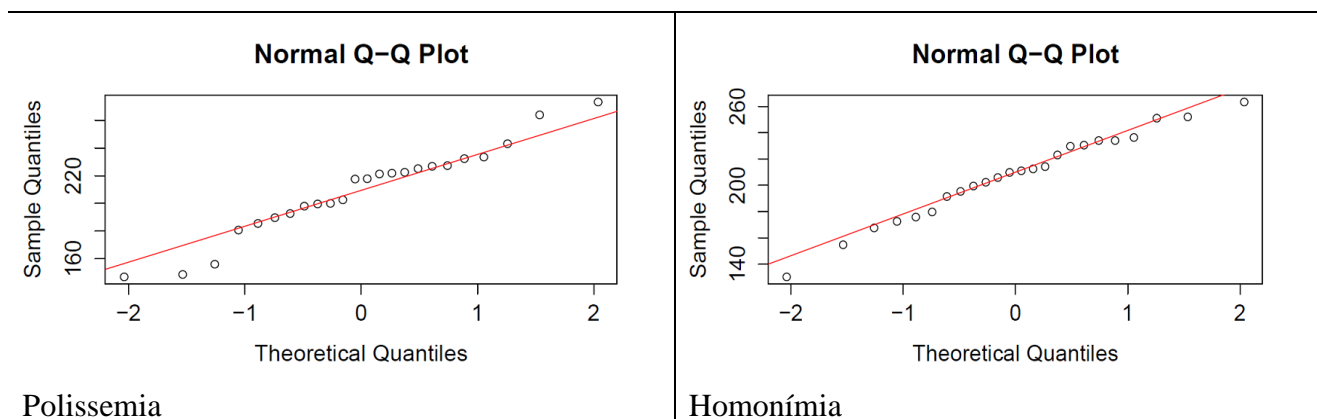 Normal Q−Q Plot
Sample Quantiles
220
160
−2 −1 0 1 2
Theoretical Quantiles
Polissemia
Normal Q−Q Plot
Sample Quantiles
260
200
140
−2 −1 0 1 2
Theoretical Quantiles
Homonímia